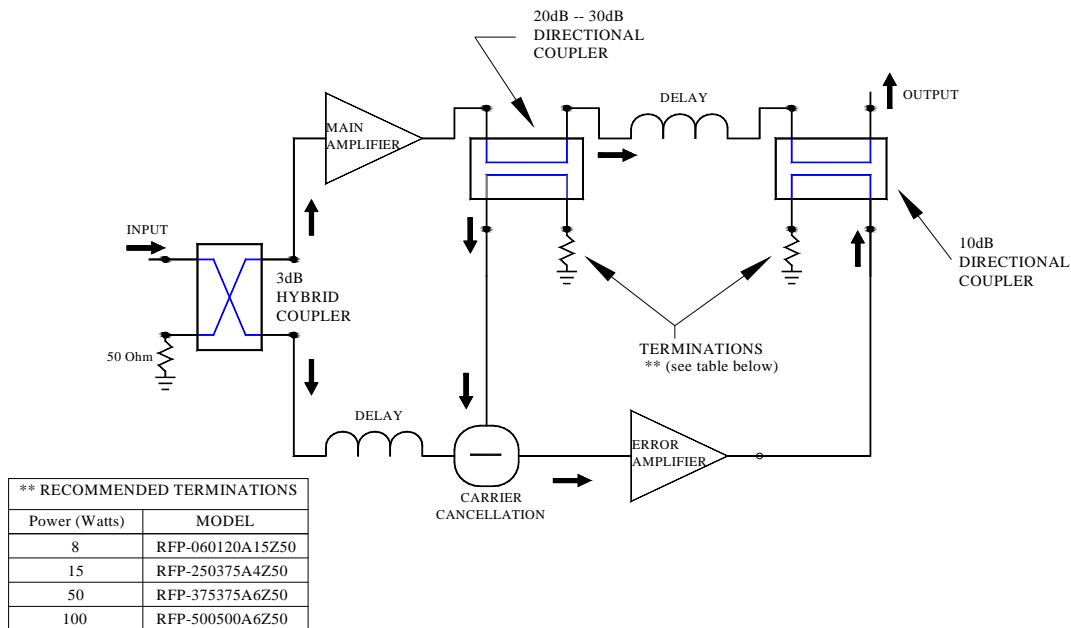 20dB -- 30dB
DIRECTIONAL
COUPLER
DELAY
OUTPUT
MAIN
AMPLIFIER
INPUT
3dB
HYBRID
COUPLER
50 Ohm
10dB
DIRECTIONAL
COUPLER
TERMINATIONS
** (see table below)
DELAY
ERROR
AMPLIFIER
CARRIER
CANCELLATION
** RECOMMENDED TERMINATIONS
Power (Watts) MODEL
8 RFP-060120A15Z50
15 RFP-250375A4Z50
50 RFP-375375A6Z50
100 RFP-500500A6Z50